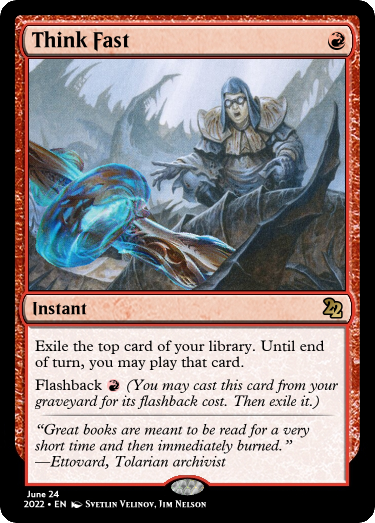 Think Fast
Instant
Exile the top card of your library. Until end
of turn, you may play that card.
Flashback (You may cast this card from your
graveyard for its flashback cost. Then exile it.)
“Great books are meant to be read for a very
short time and then immediately burned.”
—Ettovard, Tolarian archivist
June 24
2022 • EN Svetlin Velinov, Jim Nelson